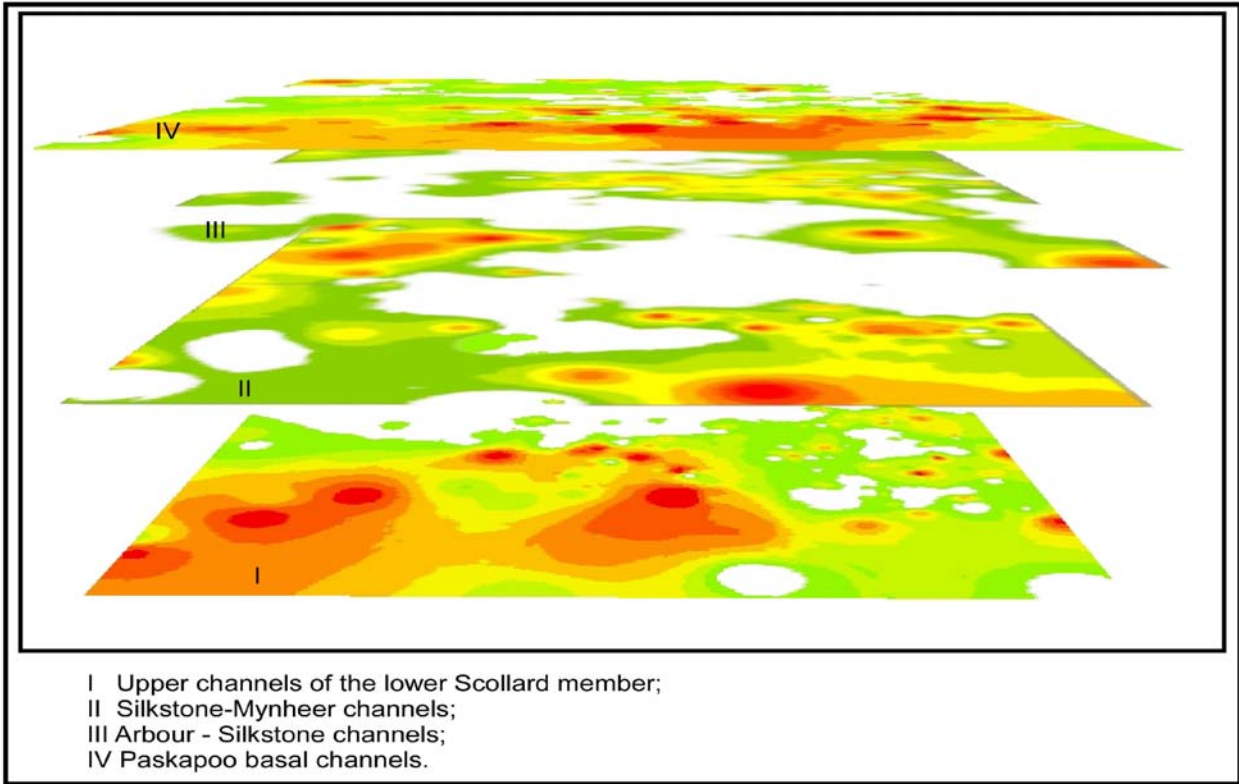 IV
III
II
I
I Upper channels of the lower Scollard member;
II Silkstone-Mynheer channels;
III Arbour - Silkstone channels;
IV Paskapoo basal channels.